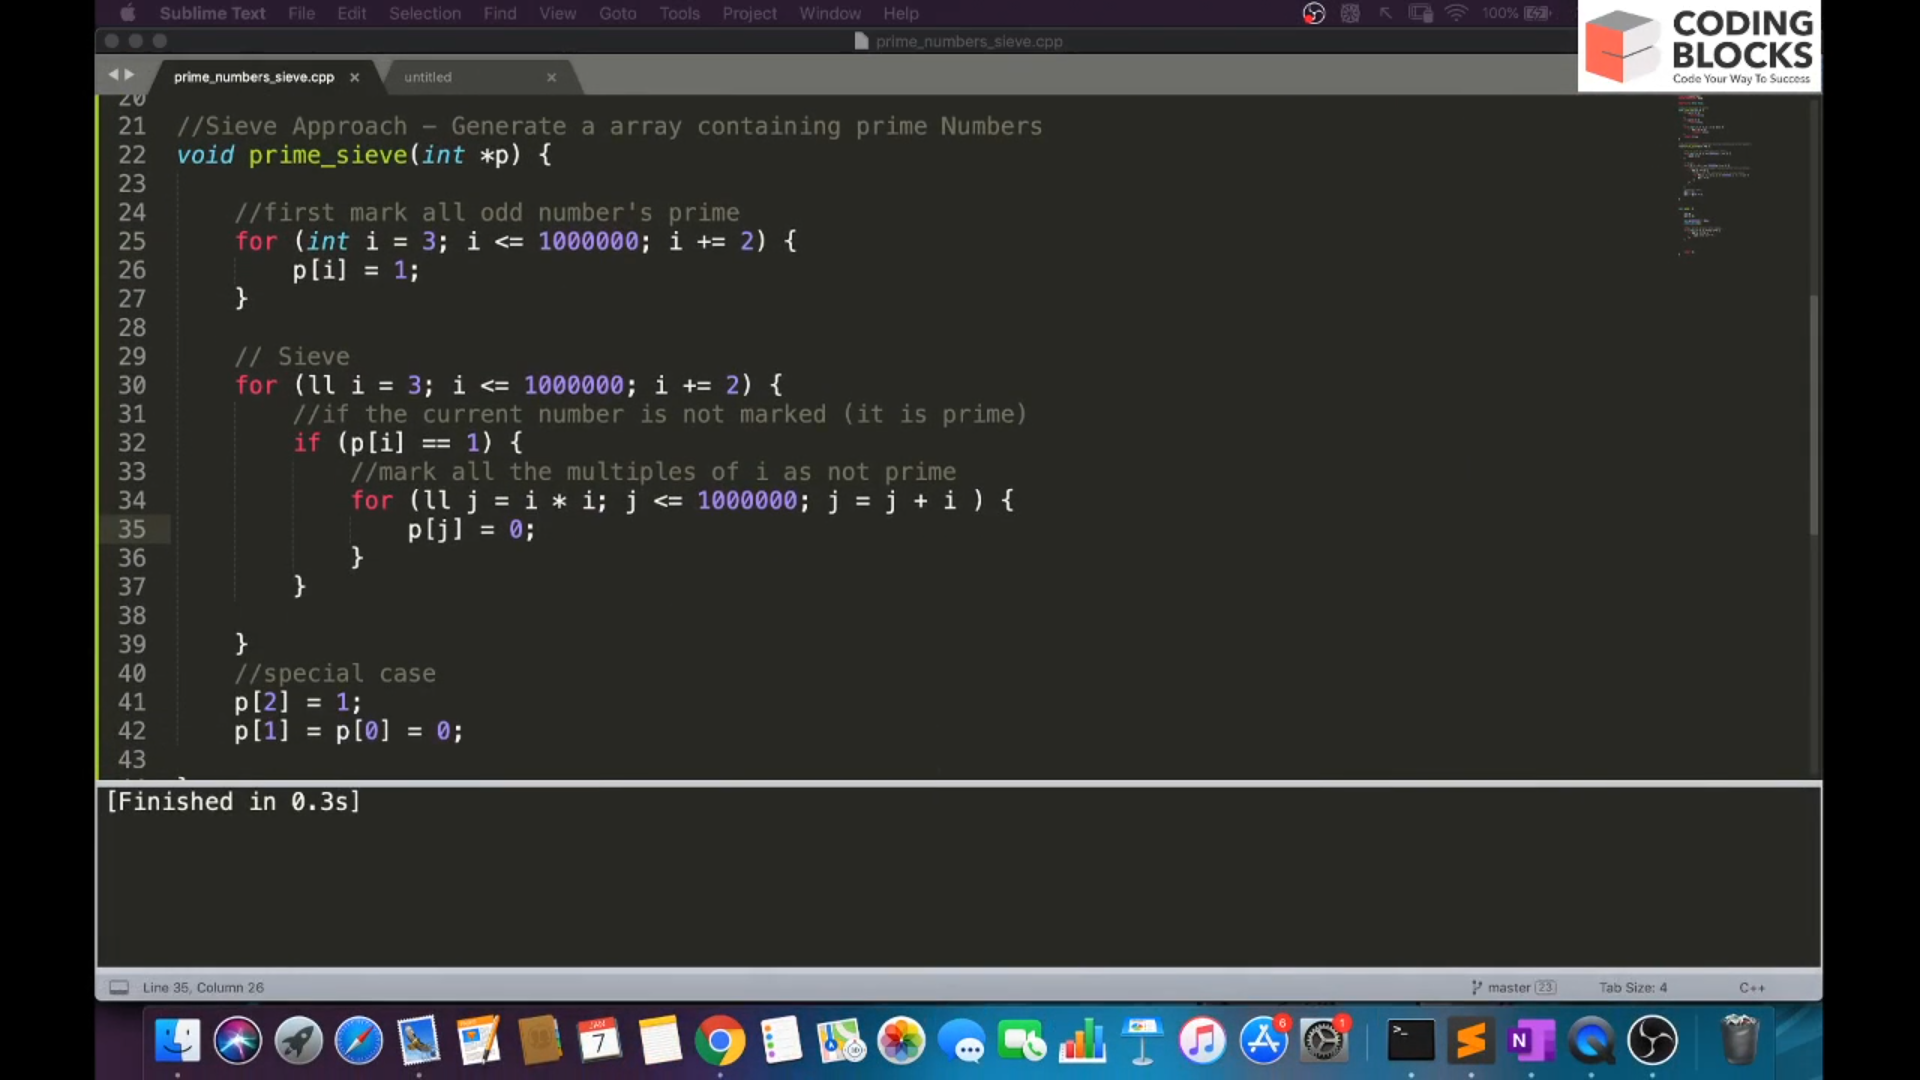 Sublime Text File Edit Selection Find View Goto Tools Project Window Help 100%
CODING
BLOCKS
Code Your Way To Success
prime_numbers_sieve.cpp
prime_numbers_sieve.cpp × untitled ×
20
21 //Sieve Approach – Generate a array containing prime Numbers
22 void prime_sieve(int *p) {
23
24 //first mark all odd number's prime
25 for (int i = 3; i <= 1000000; i += 2) {
26 p[i] = 1;
27 }
28
29 // Sieve
30 for (ll i = 3; i <= 1000000; i += 2) {
31 //if the current number is not marked (it is prime)
32 if (p[i] == 1) {
33 //mark all the multiples of i as not prime
34 for (ll j = i * i; j <= 1000000; j = j + i ) {
35 p[j] = 0;
36 }
37 }
38
39 }
40 //special case
41 p[2] = 1;
42 p[1] = p[0] = 0;
43
[Finished in 0.3s]
Line 35, Column 26 master 23 Tab Size: 4 C++
JAN
7
6
1
>_
N